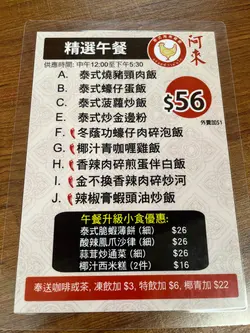 精選午餐
阿來
供應時間: 中午12:00至下午5:30
A. 泰式燒豬頸肉飯
B. 泰式蠔仔蛋飯
C. 泰式菠蘿炒飯
E. 泰式炒金邊粉
F. 冬蔭功蠔仔肉碎泡飯
G. 椰汁青咖喱雞飯
H. 香辣肉碎煎蛋伴白飯
I. 金不換香辣肉碎炒河
J. 辣椒膏蝦頭油炒飯
$56
外賣加$1
午餐升級小食優惠:
泰式脆蝦薄餅 (細) $26
酸辣鳳爪沙律 (細) $26
蒜茸炒通菜 (細) $26
椰汁西米糕 (2件) $16
奉送咖啡或茶, 凍飲加 $3, 特飲加 $6, 椰青加 $22